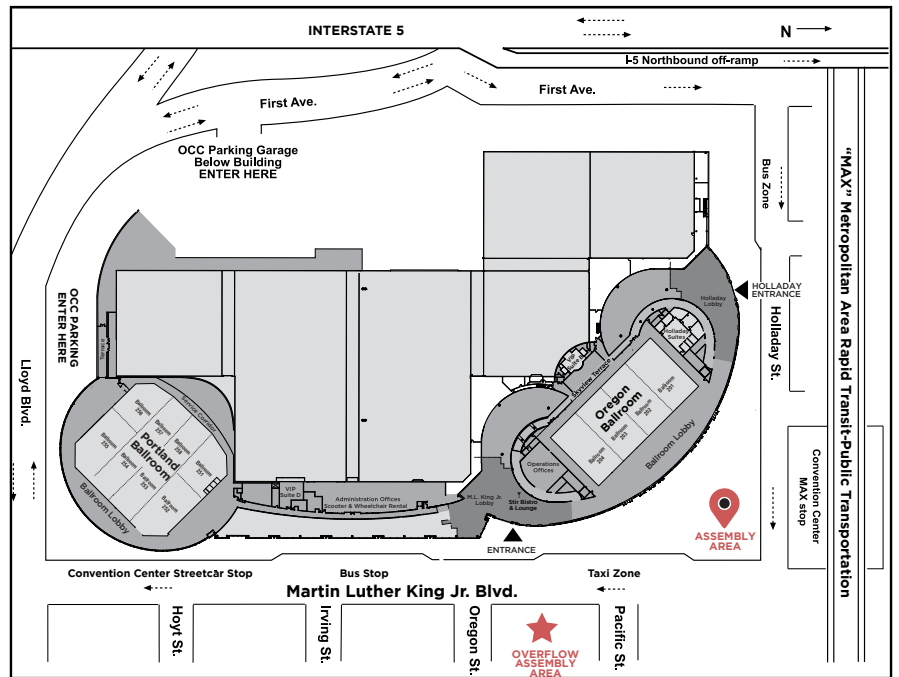 INTERSTATE 5
N
I-5 Northbound off-ramp
First Ave.
First Ave.
OCC Parking Garage
Below Building
ENTER HERE
Bus Zone
"MAX" Metropolitan Area Rapid Transit-Public Transportation
OCC PARKING
ENTER HERE
Lloyd Blvd.
Terrace
HOLLADAY
ENTRANCE
Holladay
Lobby
Holladay St.
Holladay
Suites
VIP
Suite B
Skyview Terrace
Oregon
Ballroom
Ballroom
201
Ballroom
202
Ballroom
203
Ballroom
204
Ballroom Lobby
Operations
Offices
Service Corridor
Portland
Ballroom
Ballroom
256
Ballroom
257
Ballroom
258
Ballroom
251
Ballroom
255
Ballroom
254
Ballroom
253
Ballroom
252
Ballroom Lobby
VIP
Suite D
Administration Offices
Scooter & Wheelchair Rental
M.L. King Jr.
Lobby
Stir Bistro
& Lounge
ENTRANCE
ASSEMBLY
AREA
Convention Center
MAX stop
Convention Center Streetcar Stop
Bus Stop
Taxi Zone
Martin Luther King Jr. Blvd.
Hoyt St.
Irving St.
Oregon St.
Pacific St.
OVERFLOW
ASSEMBLY
AREA